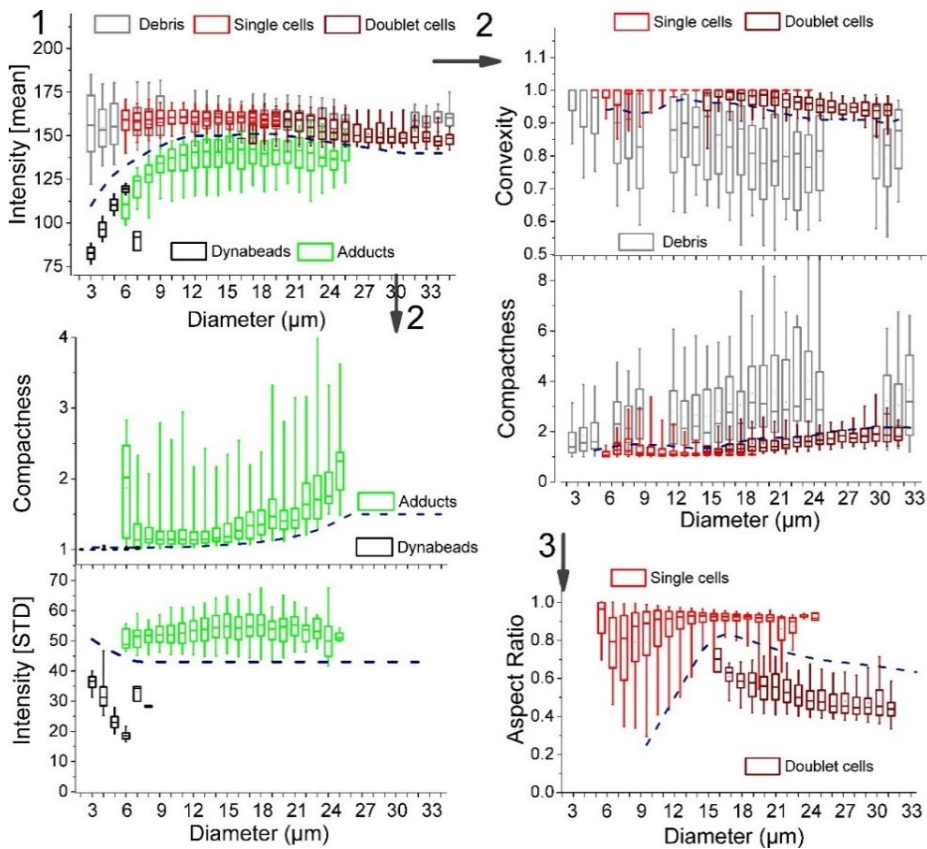 1
Debris Single cells Doublet cells
Intensity [mean]
200
175
150
125
100
75
Dynabeads Adducts
3 6 9 12 15 18 21 24 27 30 33
Diameter (µm)
2
Compactness
4
3
2
1
Adducts
Dynabeads
Intensity [STD]
70
60
50
40
30
20
10
0
3 6 9 12 15 18 21 24 27 30 33
Diameter (µm)
2
Single cells Doublet cells
Convexity
1.1
1.0
0.9
0.8
0.7
0.6
0.5
Debris
Compactness
8
6
4
2
0
3 6 9 12 15 18 21 24 27 30 33
Diameter (µm)
3
Single cells
Aspect Ratio
1.0
0.8
0.6
0.4
0.2
0.0
Doublet cells
3 6 9 12 15 18 21 24 27 30 33
Diameter (µm)